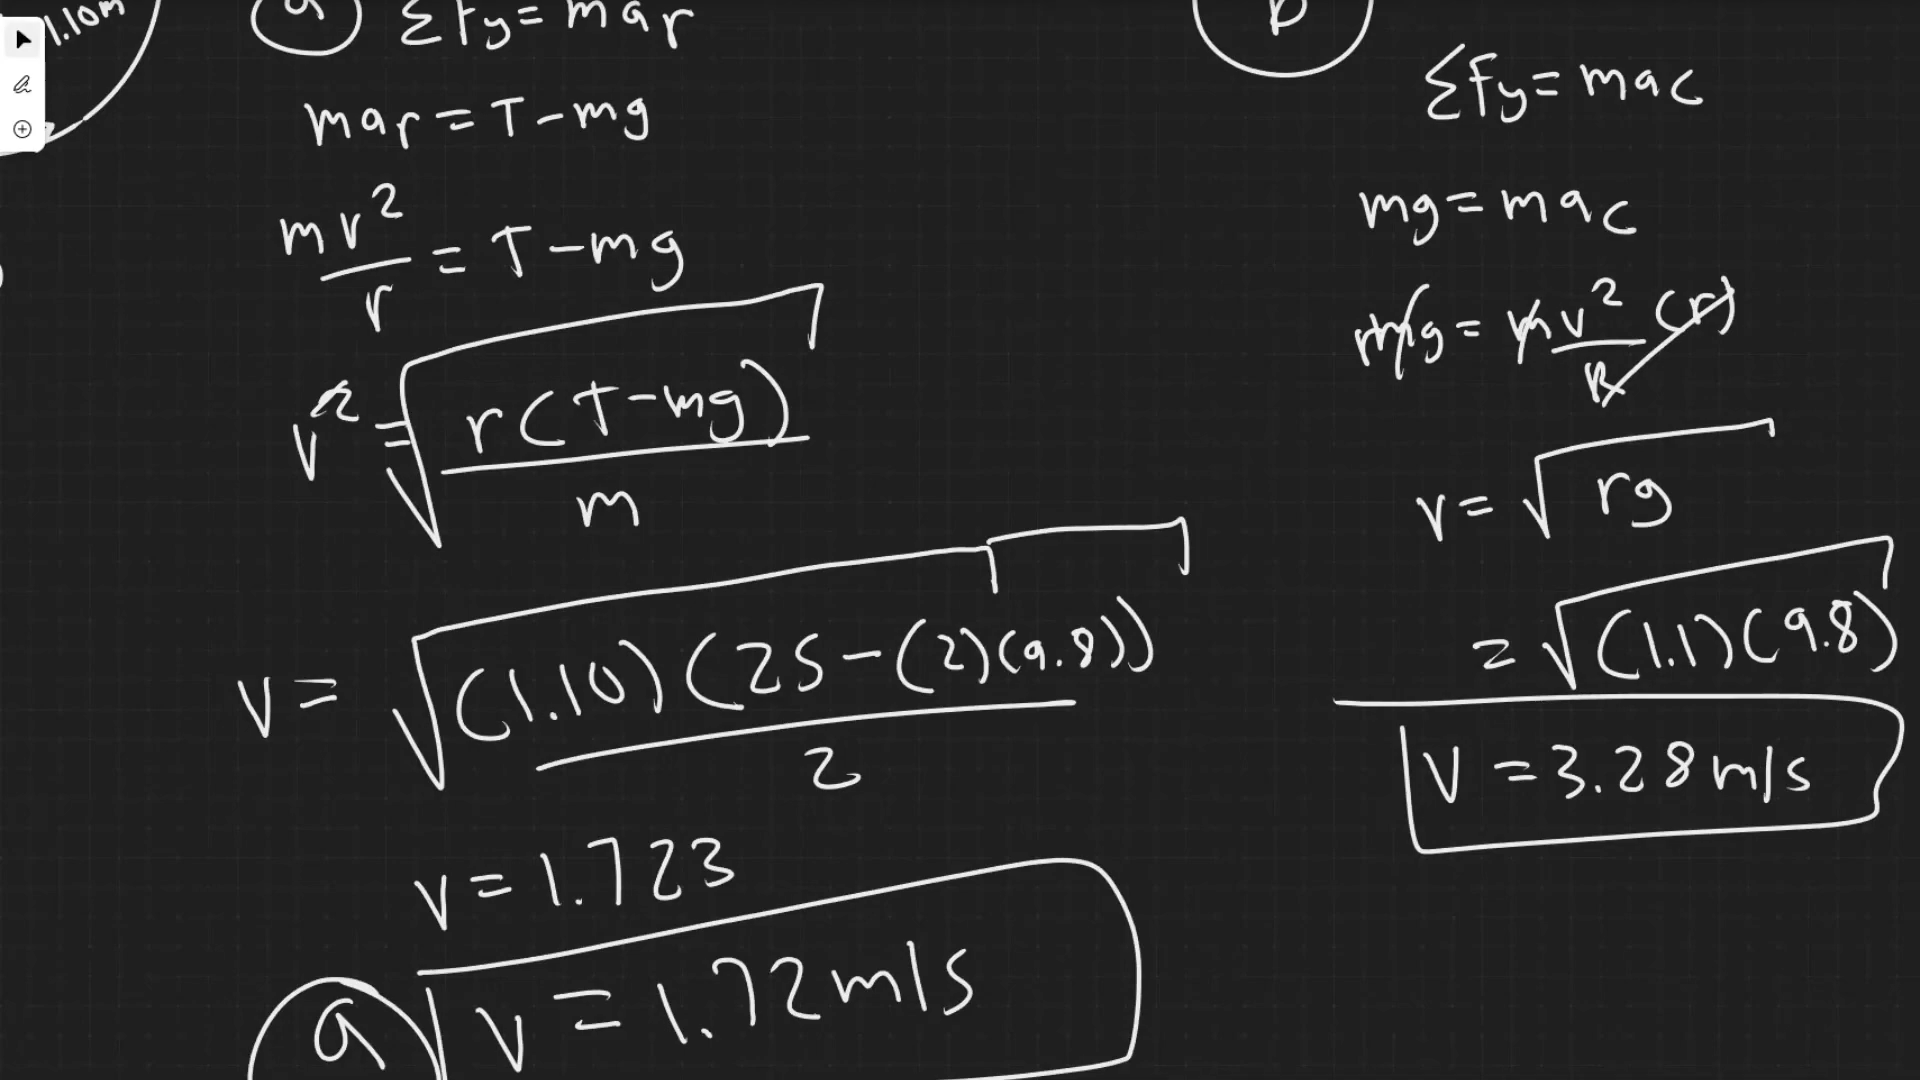 1.10m
a ΣFy = mar
mar = T - mg
mv²/r = T - mg
v² = √(r(T-mg)/m)
v = √((1.10)(25-(2)(9.8))/2)
v = 1.723
a v = 1.72 m/s
b
ΣFy = mac
mg = mac
mg = mv²/R (r)
v = √rg
= √(1.1)(9.8)
V = 3.28 m/s